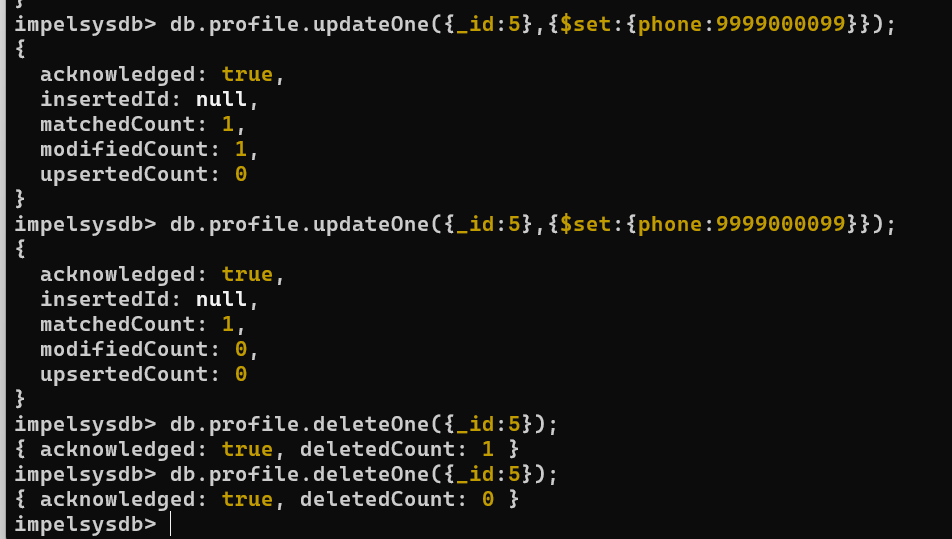 }
impelsysdb> db.profile.updateOne({_id:5},{$set:{phone:9999000099}});
{
  acknowledged: true,
  insertedId: null,
  matchedCount: 1,
  modifiedCount: 1,
  upsertedCount: 0
}
impelsysdb> db.profile.updateOne({_id:5},{$set:{phone:9999000099}});
{
  acknowledged: true,
  insertedId: null,
  matchedCount: 1,
  modifiedCount: 0,
  upsertedCount: 0
}
impelsysdb> db.profile.deleteOne({_id:5});
{ acknowledged: true, deletedCount: 1 }
impelsysdb> db.profile.deleteOne({_id:5});
{ acknowledged: true, deletedCount: 0 }
impelsysdb>